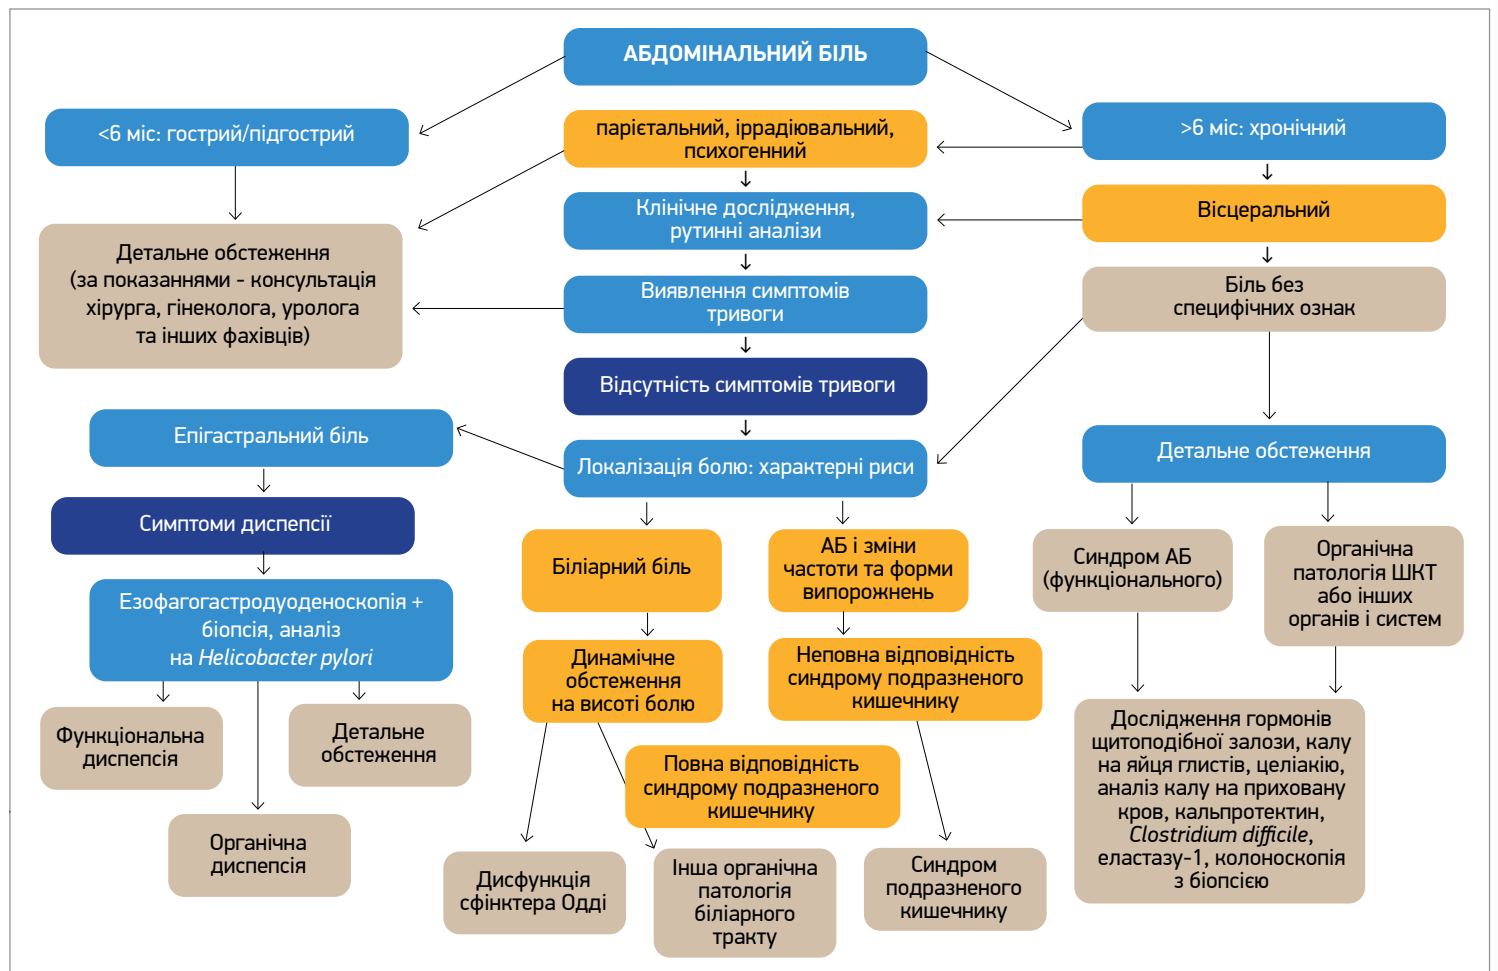 АБДОМІНАЛЬНИЙ БІЛЬ
<6 міс: гострий/підгострий
парієтальний, іррадіювальний,
психогенний
>6 міс: хронічний
Клінічне дослідження,
рутинні аналізи
Вісцеральний
Детальне обстеження
(за показаннями - консультація
хірурга, гінеколога, уролога
та інших фахівців)
Виявлення симптомів
тривоги
Біль без
специфічних ознак
Відсутність симптомів тривоги
Епігастральний біль
Локалізація болю: характерні риси
Детальне обстеження
Симптоми диспепсії
Біліарний біль
АБ і зміни
частоти та форми
випорожнень
Синдром АБ
(функціонального)
Органічна
патологія ШКТ
або інших
органів і систем
Езофагогастродуоденоскопія +
біопсія, аналіз
на Helicobacter pylori
Динамічне
обстеження
на висоті болю
Неповна відповідність
синдрому подразненого
кишечнику
Функціональна
диспепсія
Детальне
обстеження
Повна відповідність
синдрому подразненого
кишечнику
Дослідження гормонів
щитоподібної залози, калу
на яйця глистів, целіакію,
аналіз калу на приховану
кров, кальпротектин,
Clostridium difficile,
еластазу-1, колоноскопія
з біопсією
Органічна
диспепсія
Дисфункція
сфінктера Одді
Інша органічна
патологія
біліарного
тракту
Синдром
подразненого
кишечнику